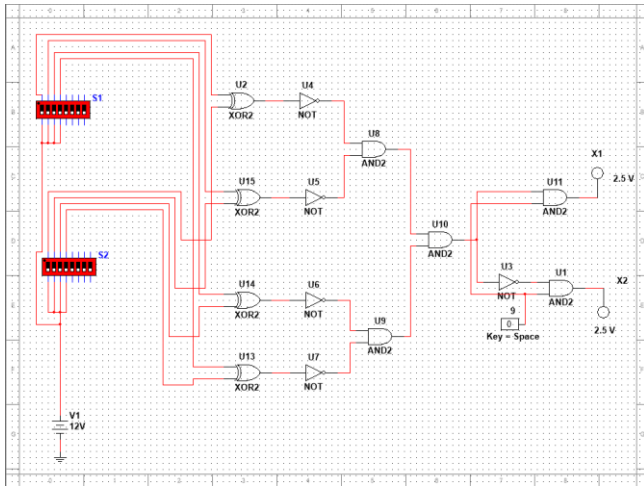 S1
U2
XOR2
U4
NOT
U8
AND2
X1
2.5 V
U15
XOR2
U5
NOT
U11
AND2
U10
AND2
S2
U14
XOR2
U6
NOT
U9
AND2
U3
NOT
U1
AND2
X2
2.5 V
9
0
Key = Space
U13
XOR2
U7
NOT
V1
12V